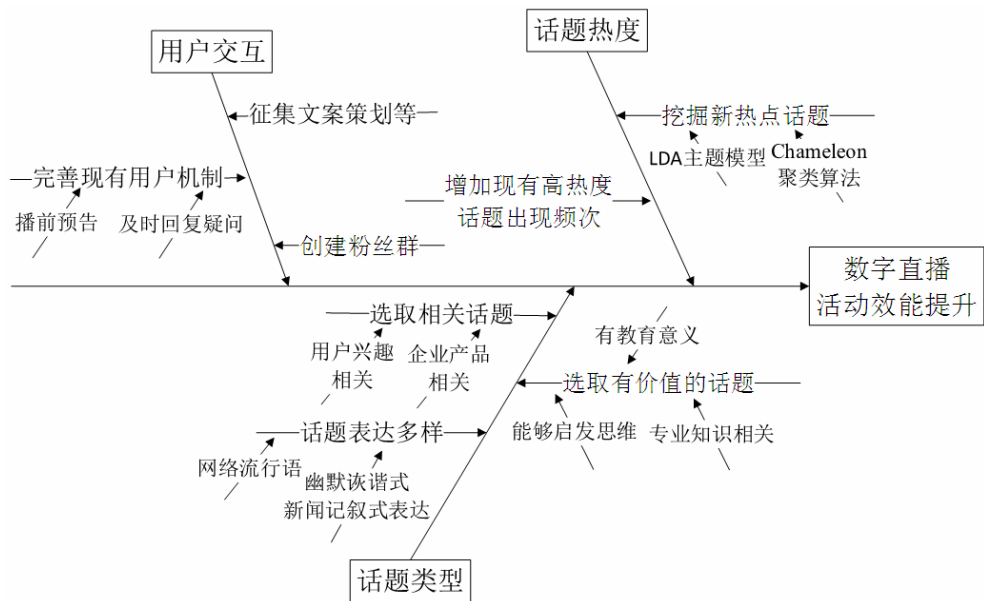 用户交互
话题热度
征集文案策划等
挖掘新热点话题
LDA主题模型
Chameleon
聚类算法
完善现有用户机制
播前预告
及时回复疑问
增加现有高热度
话题出现频次
创建粉丝群
数字直播
活动效能提升
选取相关话题
用户兴趣
相关
企业产品
相关
有教育意义
选取有价值的话题
能够启发思维
专业知识相关
话题表达多样
网络流行语
幽默诙谐式
新闻记叙式表达
话题类型